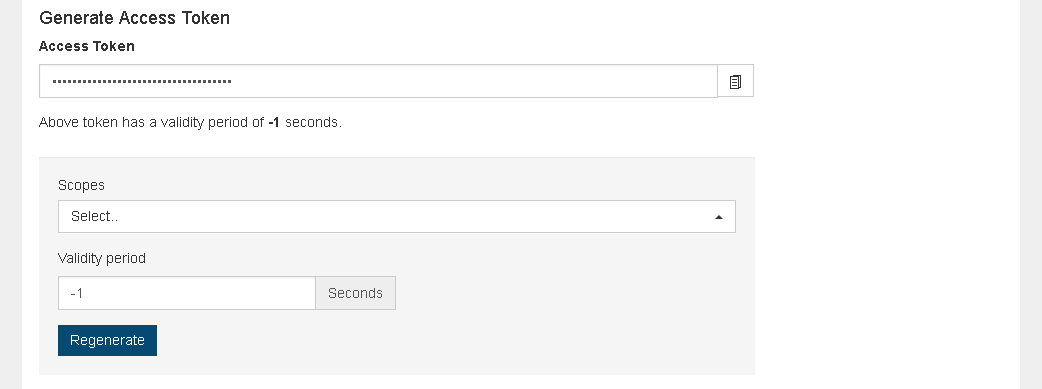 Generate Access Token
Access Token
••••••••••••••••••••••••••••••••••••
Above token has a validity period of -1 seconds.
Scopes
Select..
Validity period
-1 Seconds
Regenerate